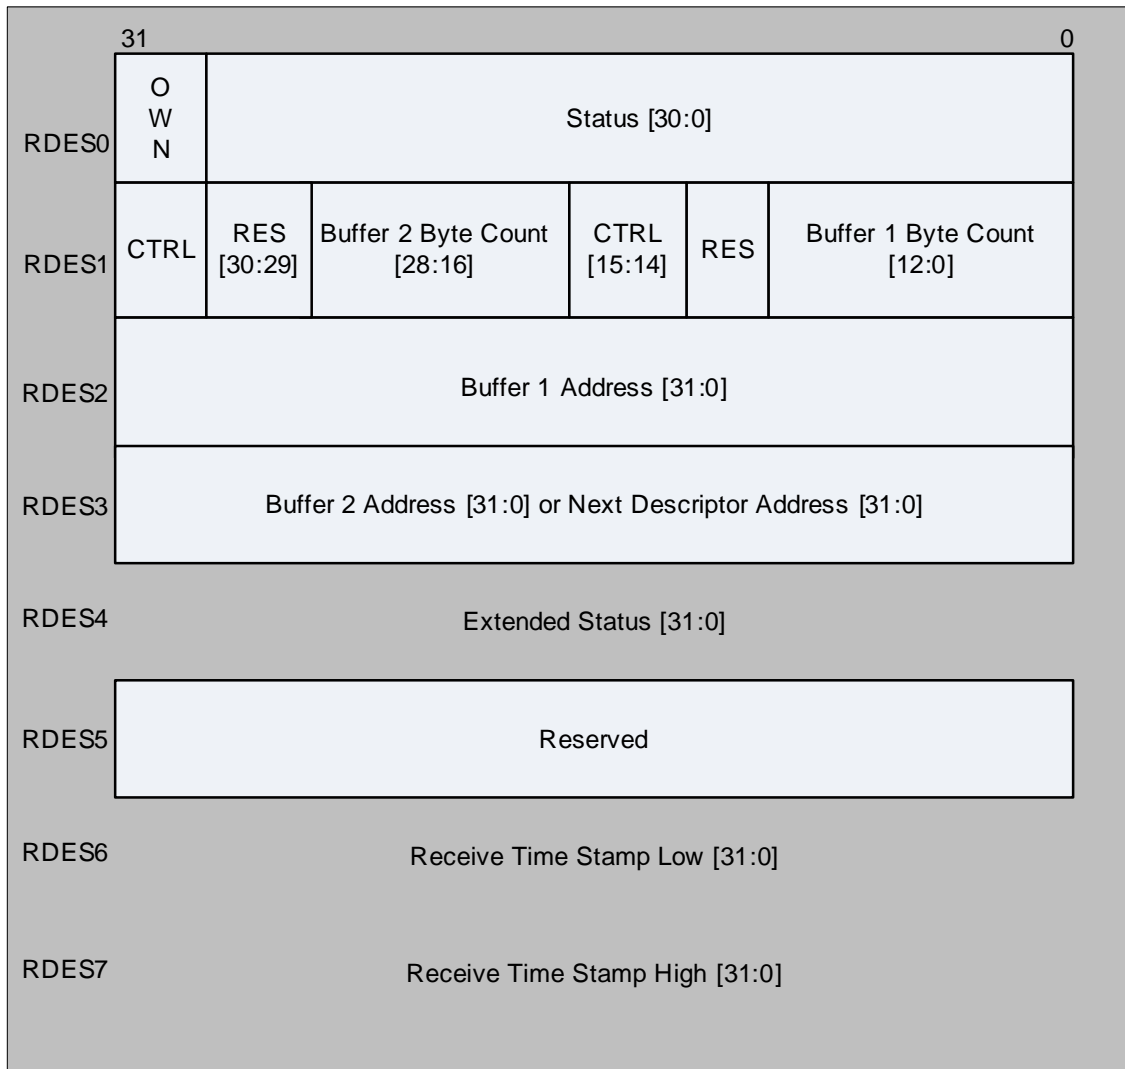 31 0
RDES0
O
W
N
Status [30:0]
RDES1
CTRL
RES
[30:29]
Buffer 2 Byte Count
[28:16]
CTRL
[15:14]
RES
Buffer 1 Byte Count
[12:0]
RDES2
Buffer 1 Address [31:0]
RDES3
Buffer 2 Address [31:0] or Next Descriptor Address [31:0]
RDES4
Extended Status [31:0]
RDES5
Reserved
RDES6
Receive Time Stamp Low [31:0]
RDES7
Receive Time Stamp High [31:0]